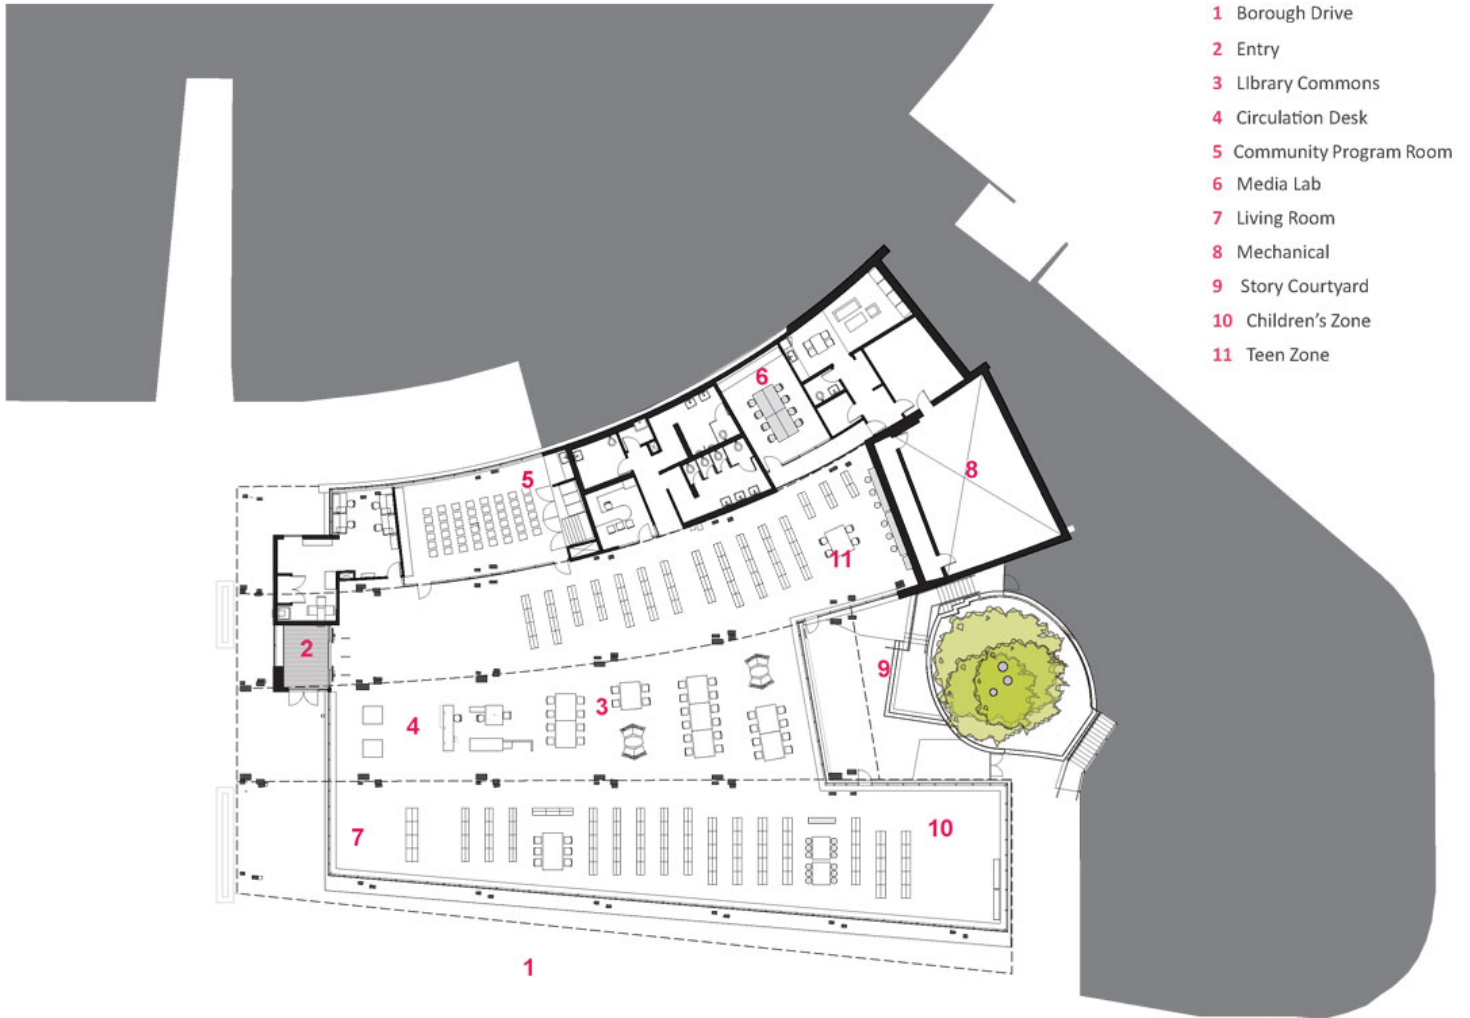 1 Borough Drive
2 Entry
3 LIbrary Commons
4 Circulation Desk
5 Community Program Room
6 Media Lab
7 Living Room
8 Mechanical
9 Story Courtyard
10 Children's Zone
11 Teen Zone
6
5
8
11
2
9
3
4
7
10
1